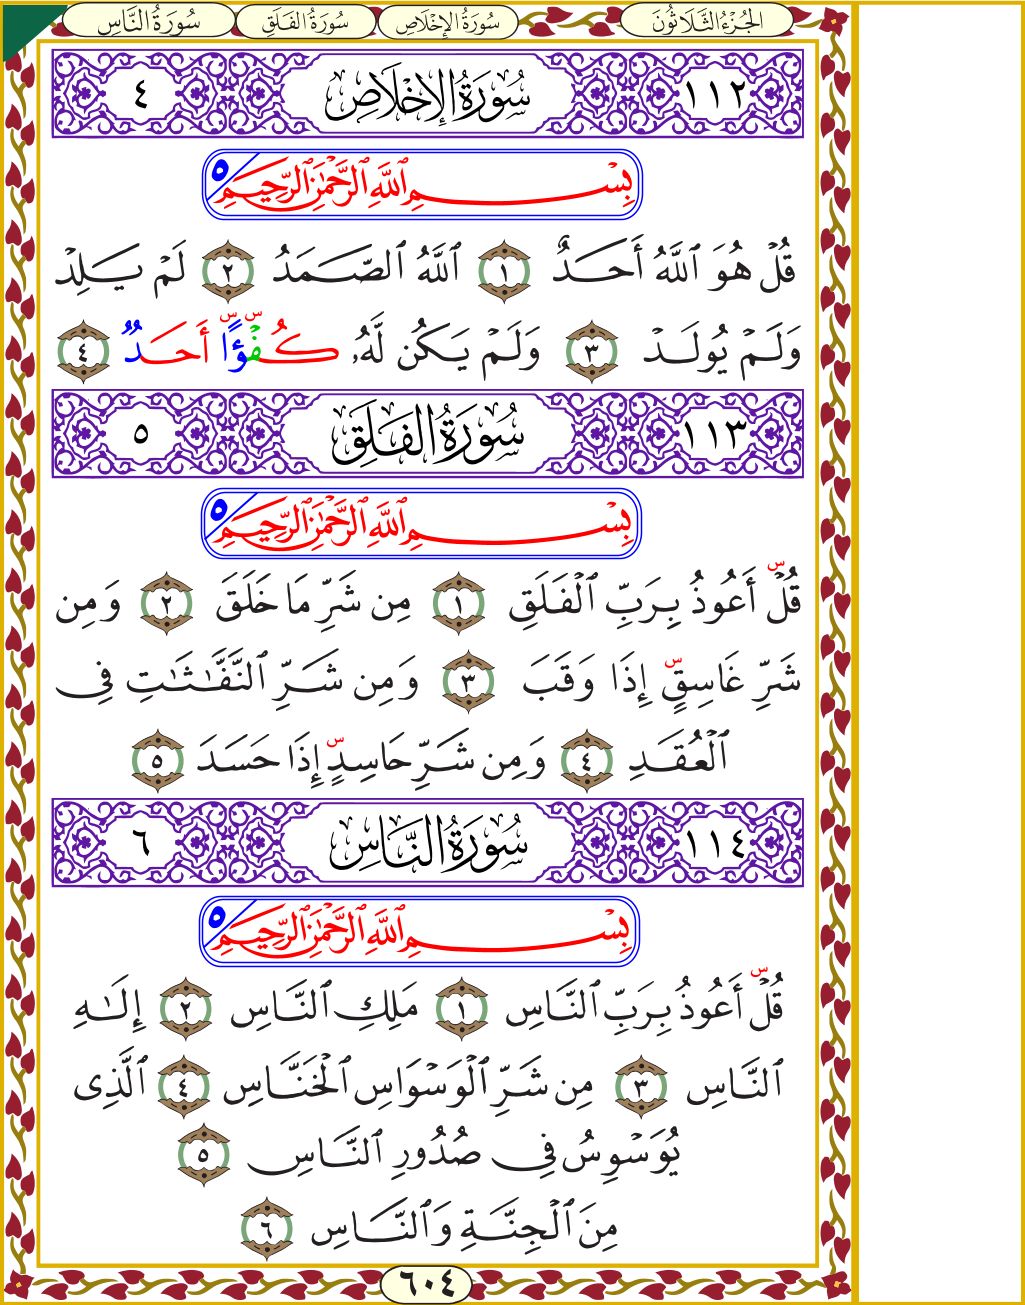 الجُزْءُ الثَّلَاثُونَ سُورَةُ الإِخْلَاصِ سُورَةُ الفَلَقِ سُورَةُ النَّاسِ
١١٢ سُورَةُ الإِخْلَاصِ ٤
بِسْمِ ٱللَّهِ ٱلرَّحْمَٰنِ ٱلرَّحِيمِ ٥
قُلْ هُوَ ٱللَّهُ أَحَدٌ ١ ٱللَّهُ ٱلصَّمَدُ ٢ لَمْ يَلِدْ
وَلَمْ يُولَدْ ٣ وَلَمْ يَكُن لَّهُۥ كُفْؤًا أَحَدٌۢ ٤
١١٣ سُورَةُ الفَلَقِ ٥
بِسْمِ ٱللَّهِ ٱلرَّحْمَٰنِ ٱلرَّحِيمِ ٥
قُلْ أَعُوذُ بِرَبِّ ٱلْفَلَقِ ١ مِن شَرِّ مَا خَلَقَ ٢ وَمِن
شَرِّ غَاسِقٍ إِذَا وَقَبَ ٣ وَمِن شَرِّ ٱلنَّفَّٰثَٰتِ فِى
ٱلْعُقَدِ ٤ وَمِن شَرِّ حَاسِدٍ إِذَا حَسَدَ ٥
١١٤ سُورَةُ النَّاسِ ٦
بِسْمِ ٱللَّهِ ٱلرَّحْمَٰنِ ٱلرَّحِيمِ ٥
قُلْ أَعُوذُ بِرَبِّ ٱلنَّاسِ ١ مَلِكِ ٱلنَّاسِ ٢ إِلَٰهِ
ٱلنَّاسِ ٣ مِن شَرِّ ٱلْوَسْوَاسِ ٱلْخَنَّاسِ ٤ ٱلَّذِى
يُوَسْوِسُ فِى صُدُورِ ٱلنَّاسِ ٥
مِنَ ٱلْجِنَّةِ وَٱلنَّاسِ ٦
٦٠٤